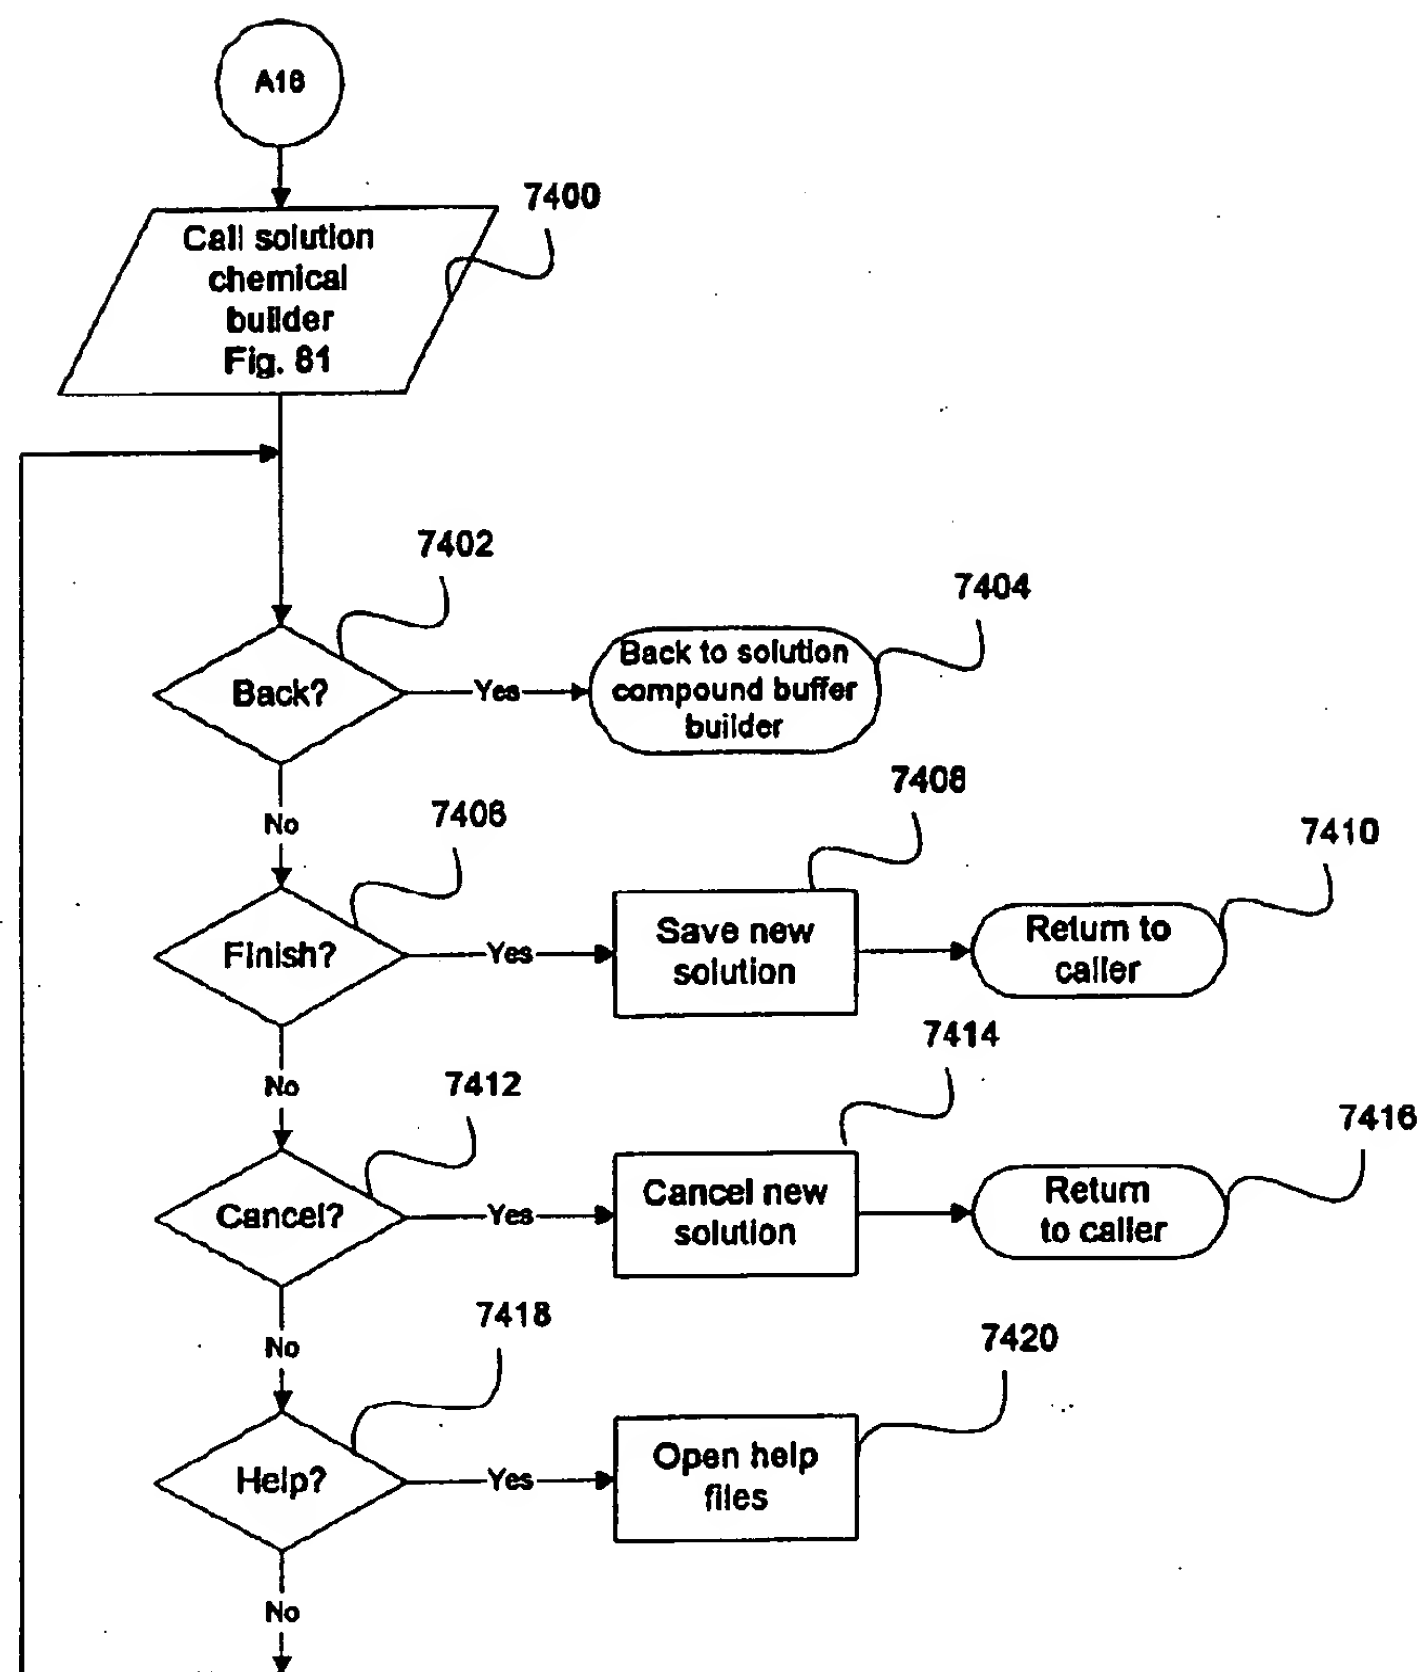 A16
7400
Call solution
chemical
builder
Fig. 81
7402
7404
Back?
Yes
Back to solution
compound buffer
builder
No
7406
7408
7410
Finish?
Yes
Save new
solution
Return to
caller
No
7412
7414
7416
Cancel?
Yes
Cancel new
solution
Return
to caller
No
7418
7420
Help?
Yes
Open help
files
No